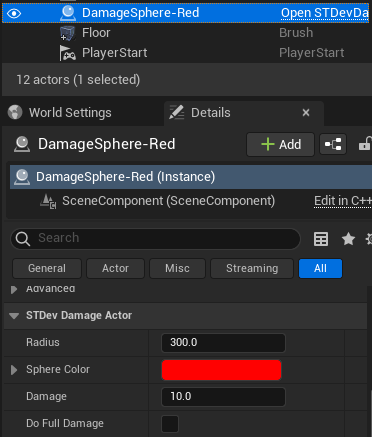 DamageSphere-Red Open STDevDa
Floor Brush
PlayerStart PlayerStart
12 actors (1 selected)
World Settings Details
DamageSphere-Red Add
DamageSphere-Red (Instance)
SceneComponent (SceneComponent) Edit in C++
Search
General Actor Misc Streaming All
Advanced
STDev Damage Actor
Radius 300.0
Sphere Color
Damage 10.0
Do Full Damage